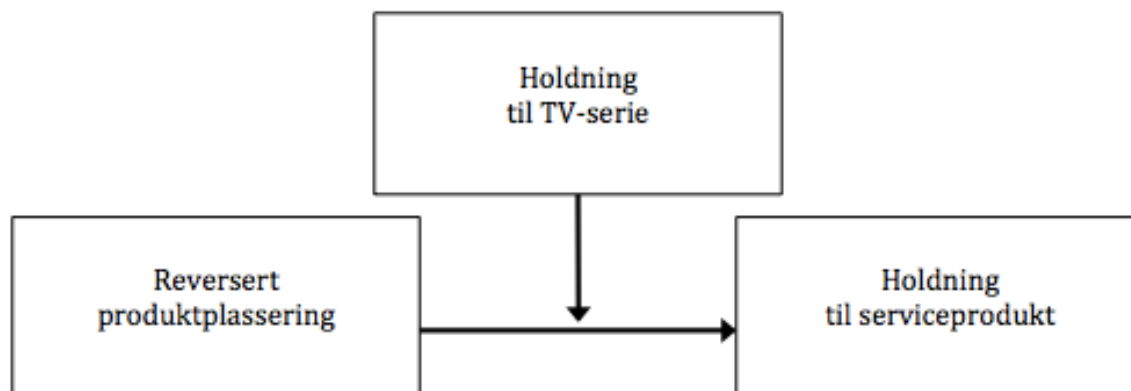 Holdning
til TV-serie
Reversert
produktplassering
Holdning
til serviceprodukt